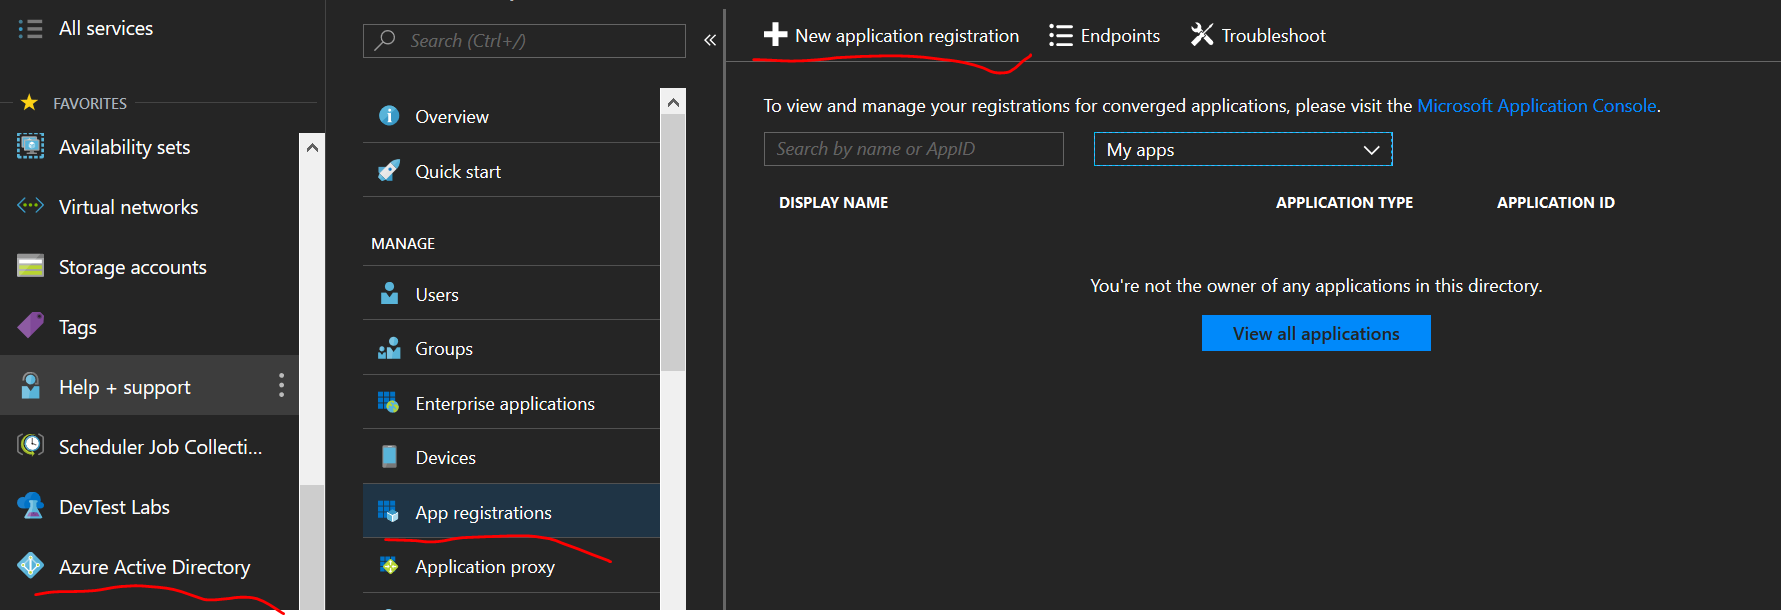 All services
FAVORITES
Availability sets
Virtual networks
Storage accounts
Tags
Help + support
Scheduler Job Collecti...
DevTest Labs
Azure Active Directory
Search (Ctrl+/)
Overview
Quick start
MANAGE
Users
Groups
Enterprise applications
Devices
App registrations
Application proxy
New application registration Endpoints Troubleshoot
To view and manage your registrations for converged applications, please visit the Microsoft Application Console.
Search by name or AppID My apps
DISPLAY NAME APPLICATION TYPE APPLICATION ID
You're not the owner of any applications in this directory.
View all applications